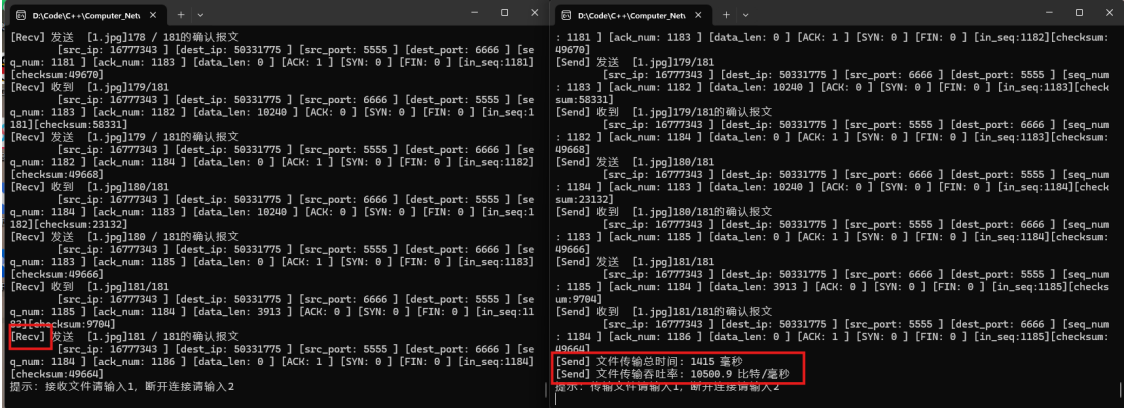 D:\Code\C++\Computer_Netv
[Recv] 发送 [1.jpg]178 / 181的确认报文
[src_ip: 16777343 ] [dest_ip: 50331775 ] [src_port: 5555 ] [dest_port: 6666 ] [se
q_num: 1181 ] [ack_num: 1183 ] [data_len: 0 ] [ACK: 1 ] [SYN: 0 ] [FIN: 0 ] [in_seq:1181]
[checksum:49670]
[Recv] 收到 [1.jpg]179/181
[src_ip: 16777343 ] [dest_ip: 50331775 ] [src_port: 6666 ] [dest_port: 5555 ] [se
q_num: 1183 ] [ack_num: 1182 ] [data_len: 10240 ] [ACK: 0 ] [SYN: 0 ] [FIN: 0 ] [in_seq:1
181][checksum:58331]
[Recv] 发送 [1.jpg]179 / 181的确认报文
[src_ip: 16777343 ] [dest_ip: 50331775 ] [src_port: 5555 ] [dest_port: 6666 ] [se
q_num: 1182 ] [ack_num: 1184 ] [data_len: 0 ] [ACK: 1 ] [SYN: 0 ] [FIN: 0 ] [in_seq:1182]
[checksum:49668]
[Recv] 收到 [1.jpg]180/181
[src_ip: 16777343 ] [dest_ip: 50331775 ] [src_port: 6666 ] [dest_port: 5555 ] [se
q_num: 1184 ] [ack_num: 1183 ] [data_len: 10240 ] [ACK: 0 ] [SYN: 0 ] [FIN: 0 ] [in_seq:1
182][checksum:23132]
[Recv] 发送 [1.jpg]180 / 181的确认报文
[src_ip: 16777343 ] [dest_ip: 50331775 ] [src_port: 5555 ] [dest_port: 6666 ] [se
q_num: 1183 ] [ack_num: 1185 ] [data_len: 0 ] [ACK: 1 ] [SYN: 0 ] [FIN: 0 ] [in_seq:1183]
[checksum:49666]
[Recv] 收到 [1.jpg]181/181
[src_ip: 16777343 ] [dest_ip: 50331775 ] [src_port: 6666 ] [dest_port: 5555 ] [se
q_num: 1185 ] [ack_num: 1184 ] [data_len: 3913 ] [ACK: 0 ] [SYN: 0 ] [FIN: 0 ] [in_seq:11
83][checksum:9704]
[Recv] 发送 [1.jpg]181 / 181的确认报文
[src_ip: 16777343 ] [dest_ip: 50331775 ] [src_port: 5555 ] [dest_port: 6666 ] [se
q_num: 1184 ] [ack_num: 1186 ] [data_len: 0 ] [ACK: 1 ] [SYN: 0 ] [FIN: 0 ] [in_seq:1184]
[checksum:49664]
提示: 接收文件请输入1, 断开连接请输入2
D:\Code\C++\Computer_Netv
: 1181 ] [ack_num: 1183 ] [data_len: 0 ] [ACK: 1 ] [SYN: 0 ] [FIN: 0 ] [in_seq:1182][checksum:
49670]
[Send] 发送 [1.jpg]179/181
[src_ip: 16777343 ] [dest_ip: 50331775 ] [src_port: 6666 ] [dest_port: 5555 ] [seq_num
: 1183 ] [ack_num: 1182 ] [data_len: 10240 ] [ACK: 0 ] [SYN: 0 ] [FIN: 0 ] [in_seq:1183][check
sum:58331]
[Send] 收到 [1.jpg]179/181的确认报文
[src_ip: 16777343 ] [dest_ip: 50331775 ] [src_port: 5555 ] [dest_port: 6666 ] [seq_num
: 1182 ] [ack_num: 1184 ] [data_len: 0 ] [ACK: 1 ] [SYN: 0 ] [FIN: 0 ] [in_seq:1183][checksum:
49668]
[Send] 发送 [1.jpg]180/181
[src_ip: 16777343 ] [dest_ip: 50331775 ] [src_port: 6666 ] [dest_port: 5555 ] [seq_num
: 1184 ] [ack_num: 1183 ] [data_len: 10240 ] [ACK: 0 ] [SYN: 0 ] [FIN: 0 ] [in_seq:1184][check
sum:23132]
[Send] 收到 [1.jpg]180/181的确认报文
[src_ip: 16777343 ] [dest_ip: 50331775 ] [src_port: 5555 ] [dest_port: 6666 ] [seq_num
: 1183 ] [ack_num: 1185 ] [data_len: 0 ] [ACK: 1 ] [SYN: 0 ] [FIN: 0 ] [in_seq:1184][checksum:
49666]
[Send] 发送 [1.jpg]181/181
[src_ip: 16777343 ] [dest_ip: 50331775 ] [src_port: 6666 ] [dest_port: 5555 ] [seq_num
: 1185 ] [ack_num: 1184 ] [data_len: 3913 ] [ACK: 0 ] [SYN: 0 ] [FIN: 0 ] [in_seq:1185][checks
um:9704]
[Send] 收到 [1.jpg]181/181的确认报文
[src_ip: 16777343 ] [dest_ip: 50331775 ] [src_port: 5555 ] [dest_port: 6666 ] [seq_num
: 1184 ] [ack_num: 1186 ] [data_len: 0 ] [ACK: 1 ] [SYN: 0 ] [FIN: 0 ] [in_seq:1185][checksum:
49664]
[Send] 文件传输总时间: 1415 毫秒
[Send] 文件传输吞吐率: 10500.9 比特/毫秒
提示: 传输文件请输入1, 断开连接请输入2